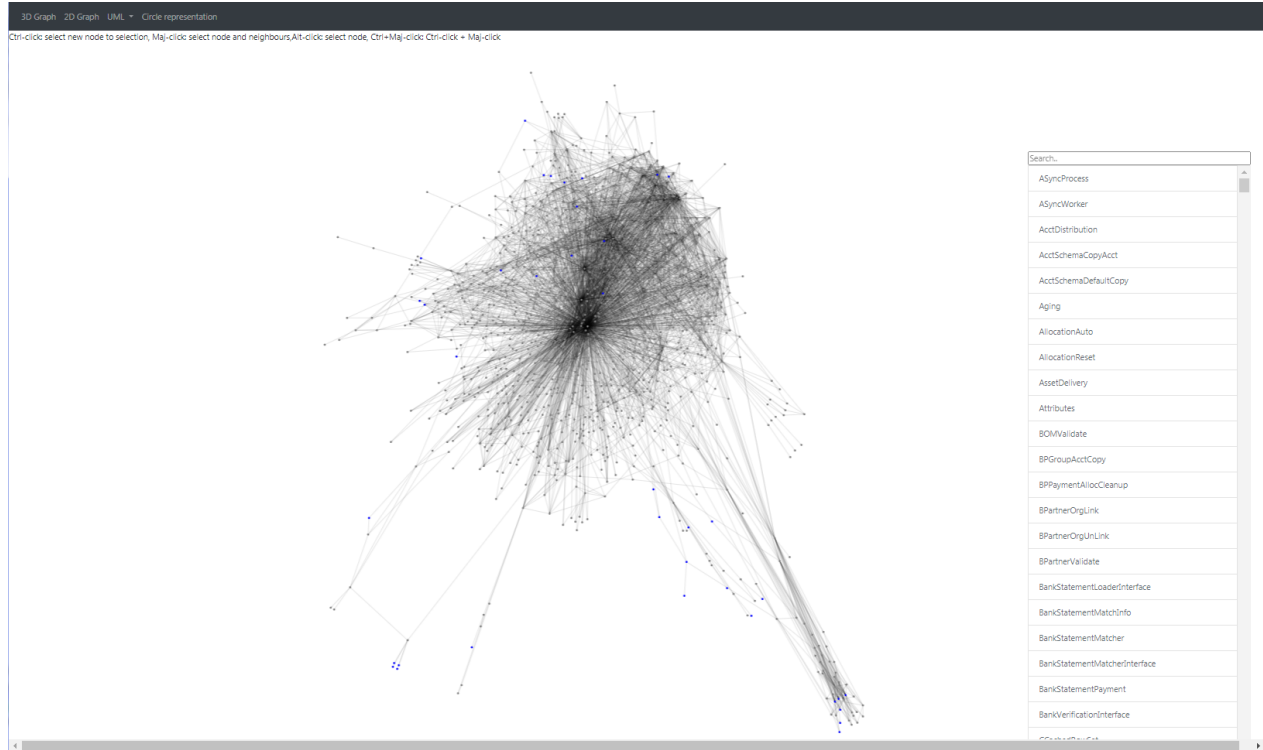 3D Graph 2D Graph UML Circle representation
Ctrl-click: select new node to selection, Maj-click: select node and neighbours,Alt-click: select node, Ctrl+Maj-click: Ctrl-click + Maj-click
Search..
ASyncProcess
ASyncWorker
AcctDistribution
AcctSchemaCopyAcct
AcctSchemaDefaultCopy
Aging
AllocationAuto
AllocationReset
AssetDelivery
Attributes
BOMValidate
BPGroupAcctCopy
BPPaymentAllocCleanup
BPartnerOrgLink
BPartnerOrgUnLink
BPartnerValidate
BankStatementLoaderInterface
BankStatementMatchInfo
BankStatementMatcher
BankStatementMatcherInterface
BankStatementPayment
BankVerificationInterface